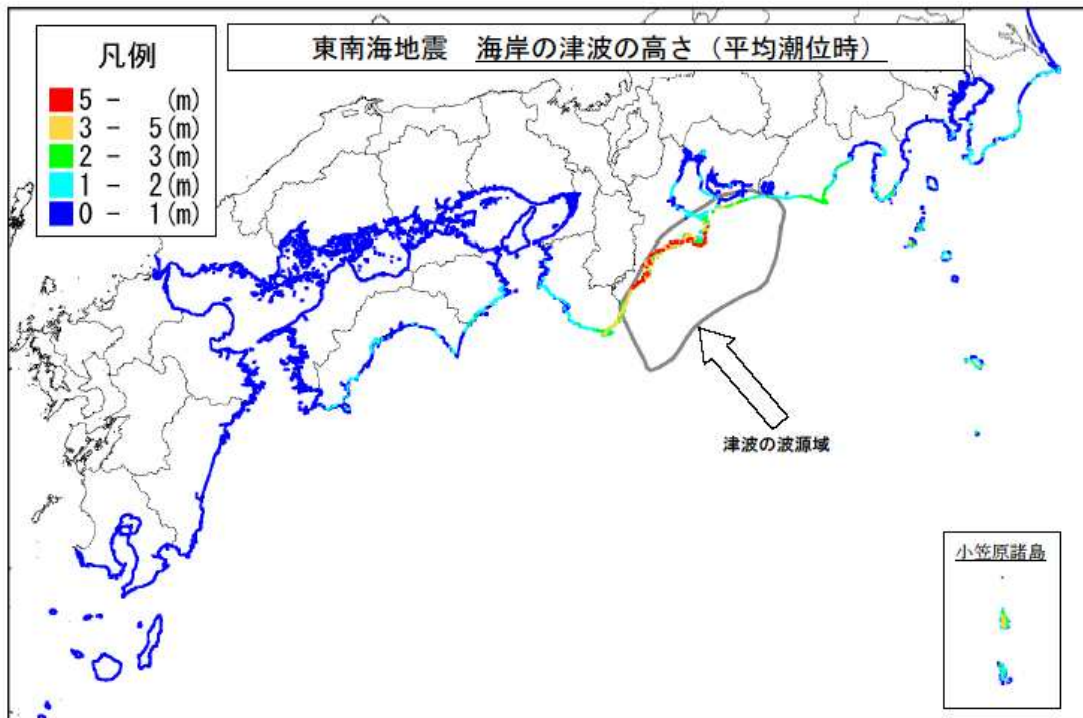 東南海地震 海岸の津波の高さ（平均潮位時）
凡例
5 - (m)
3 - 5(m)
2 - 3(m)
1 - 2(m)
0 - 1(m)
津波の波源域
小笠原諸島